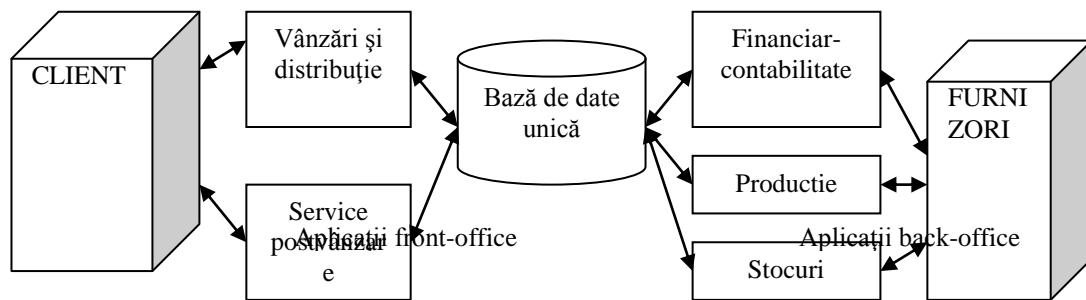 CLIENT
Vânzări şi
distribuţie
Service
postvânzar
e
Aplicaţii front-office
Bază de date
unică
Financiar-
contabilitate
Productie
Stocuri
Aplicaţii back-office
FURNI
ZORI